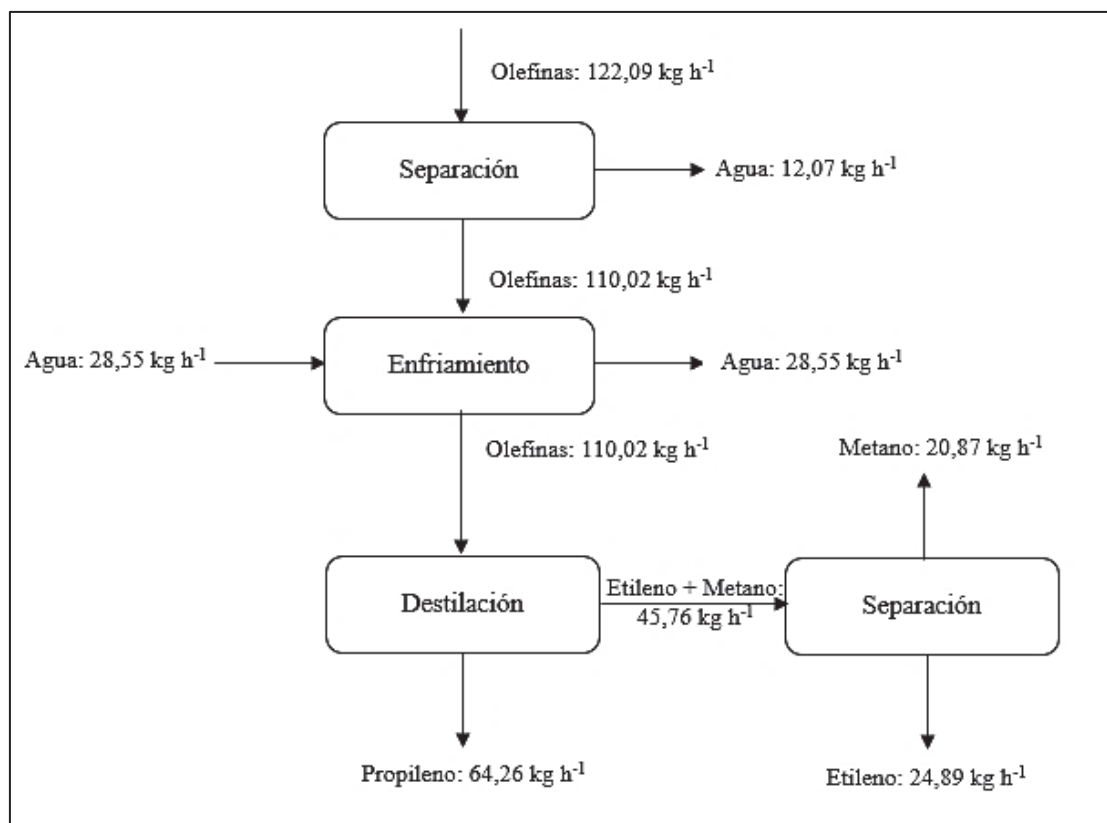 Olefinas: 122,09 kg h-1
Separación
Agua: 12,07 kg h-1
Olefinas: 110,02 kg h-1
Agua: 28,55 kg h-1
Enfriamiento
Agua: 28,55 kg h-1
Olefinas: 110,02 kg h-1
Metano: 20,87 kg h-1
Destilación
Etileno + Metano:
45,76 kg h-1
Separación
Propileno: 64,26 kg h-1
Etileno: 24,89 kg h-1